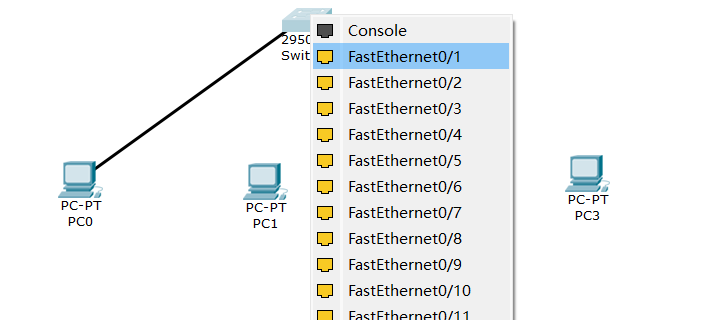 Console
2950
Swit
FastEthernet0/1
FastEthernet0/2
FastEthernet0/3
FastEthernet0/4
FastEthernet0/5
FastEthernet0/6
FastEthernet0/7
FastEthernet0/8
FastEthernet0/9
FastEthernet0/10
FastEthernet0/11
PC-PT
PC0
PC-PT
PC1
PC-PT
PC3